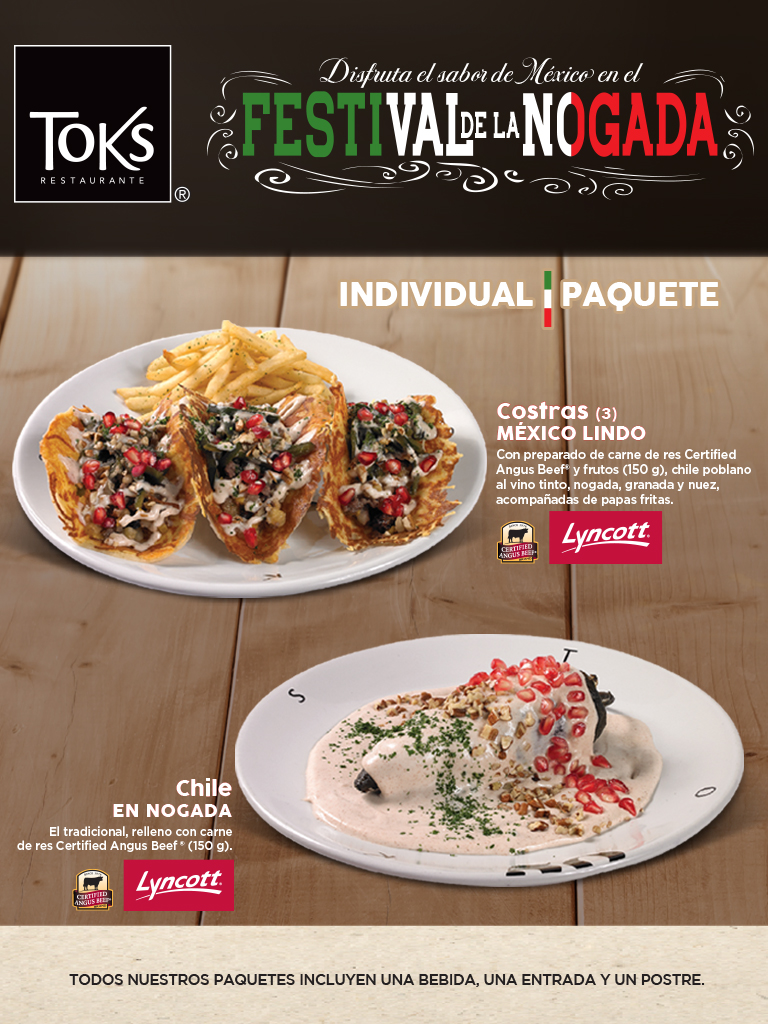 TOKS
RESTAURANTE
®
Disfruta el sabor de México en el
FESTIVAL DE LA NOGADA
INDIVIDUAL PAQUETE
Costras (3)
MÉXICO LINDO
Con preparado de carne de res Certified
Angus Beef® y frutos (150 g), chile poblano
al vino tinto, nogada, granada y nuez,
acompañadas de papas fritas.
CERTIFIED
ANGUS BEEF®
Lyncott®
S T O
Chile
EN NOGADA
El tradicional, relleno con carne
de res Certified Angus Beef® (150 g).
CERTIFIED
ANGUS BEEF®
Lyncott®
TODOS NUESTROS PAQUETES INCLUYEN UNA BEBIDA, UNA ENTRADA Y UN POSTRE.